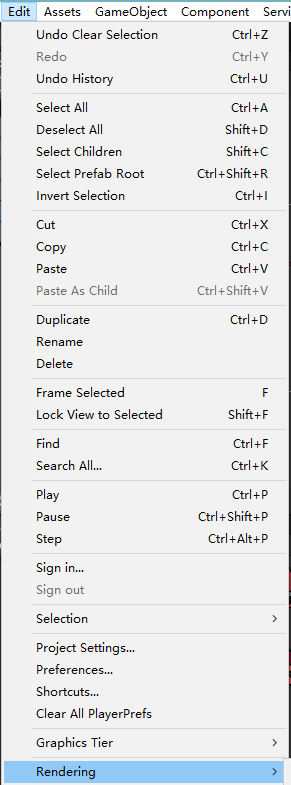 Edit Assets GameObject Component Servi
Undo Clear Selection Ctrl+Z
Redo Ctrl+Y
Undo History Ctrl+U
Select All Ctrl+A
Deselect All Shift+D
Select Children Shift+C
Select Prefab Root Ctrl+Shift+R
Invert Selection Ctrl+I
Cut Ctrl+X
Copy Ctrl+C
Paste Ctrl+V
Paste As Child Ctrl+Shift+V
Duplicate Ctrl+D
Rename
Delete
Frame Selected F
Lock View to Selected Shift+F
Find Ctrl+F
Search All... Ctrl+K
Play Ctrl+P
Pause Ctrl+Shift+P
Step Ctrl+Alt+P
Sign in...
Sign out
Selection
Project Settings...
Preferences...
Shortcuts...
Clear All PlayerPrefs
Graphics Tier
Rendering